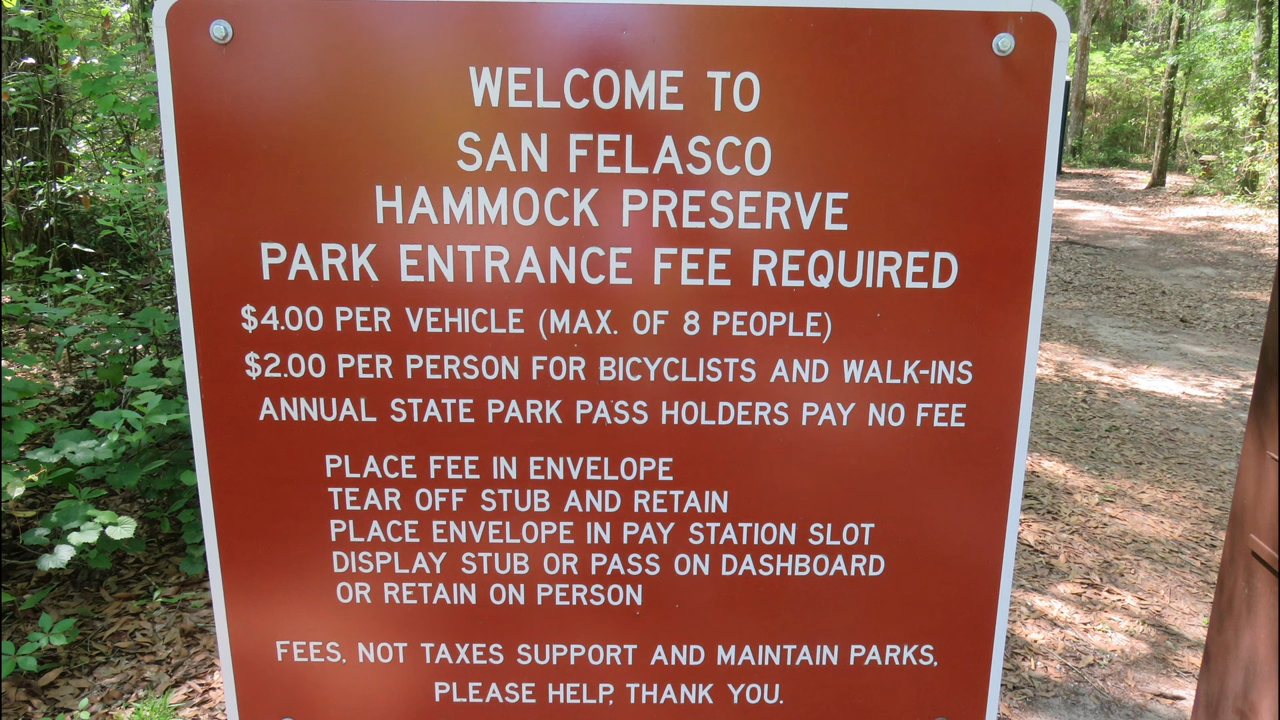 WELCOME TO
SAN FELASCO
HAMMOCK PRESERVE
PARK ENTRANCE FEE REQUIRED
$4.00 PER VEHICLE (MAX. OF 8 PEOPLE)
$2.00 PER PERSON FOR BICYCLISTS AND WALK-INS
ANNUAL STATE PARK PASS HOLDERS PAY NO FEE
PLACE FEE IN ENVELOPE
TEAR OFF STUB AND RETAIN
PLACE ENVELOPE IN PAY STATION SLOT
DISPLAY STUB OR PASS ON DASHBOARD
OR RETAIN ON PERSON
FEES, NOT TAXES SUPPORT AND MAINTAIN PARKS,
PLEASE HELP, THANK YOU.